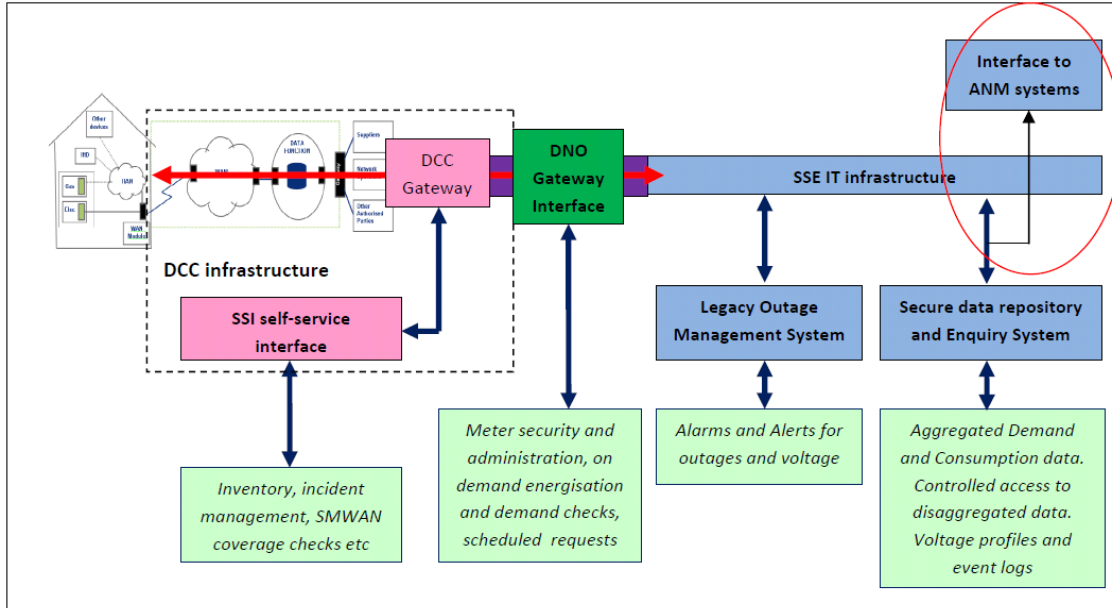 Interface to
ANM systems
Other
devices
IHD
HAN
Gas
Elec
WAN
Module
WAN
DATA
FUNCTION
Suppliers
Network
Other
Authorised
Parties
DCC
Gateway
DNO
Gateway
Interface
SSE IT infrastructure
DCC infrastructure
SSI self-service
interface
Legacy Outage
Management System
Secure data repository
and Enquiry System
Inventory, incident
management, SMWAN
coverage checks etc
Meter security and
administration, on
demand energisation
and demand checks,
scheduled requests
Alarms and Alerts for
outages and voltage
Aggregated Demand
and Consumption data.
Controlled access to
disaggregated data.
Voltage profiles and
event logs